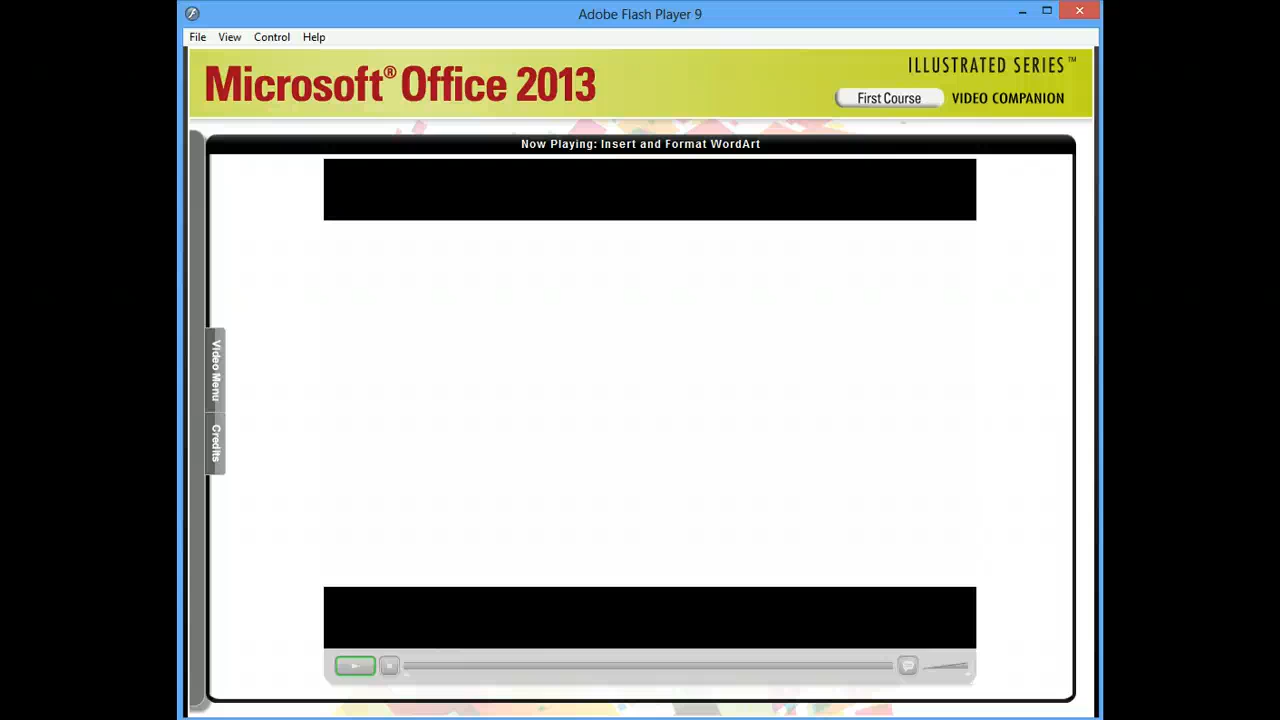 Adobe Flash Player 9
File View Control Help
Microsoft® Office 2013
ILLUSTRATED SERIES™
First Course VIDEO COMPANION
Now Playing: Insert and Format WordArt
Video Menu
Credits